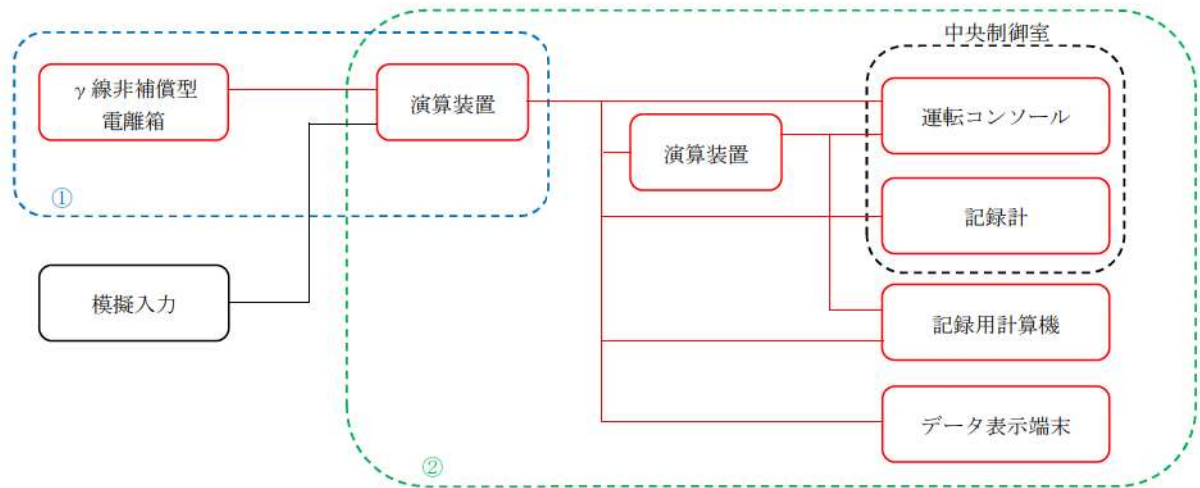 中央制御室
γ線非補償型
電離箱
演算装置
運転コンソール
演算装置
①
記録計
模擬入力
記録用計算機
データ表示端末
②